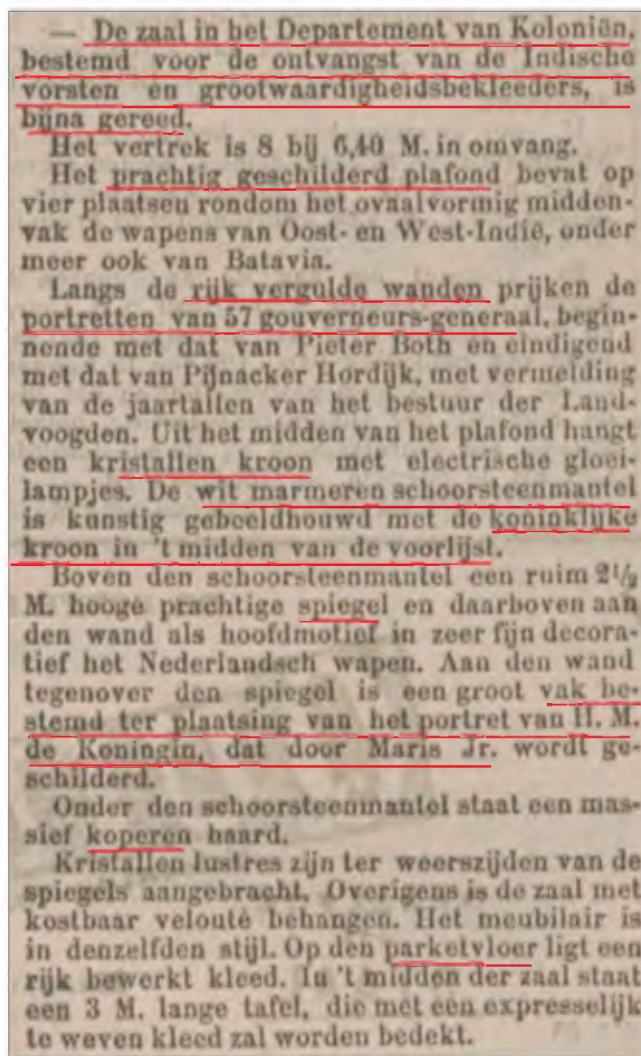 — De zaal in het Departement van Koloniën,
bestemd voor de ontvangst van de Indische
vorsten en grootwaardigheidsbekleeders, is
bijna gereed.
Het vertrek is 8 bij 6,40 M. in omvang.
Het prachtig geschilderd plafond bevat op
vier plaatsen rondom het ovaalvormig midden-
vak de wapens van Oost- en West-Indië, onder
meer ook van Batavia.
Langs de rijk vergulde wanden prijken de
portretten van 57 gouverneurs-generaal, begin-
nende met dat van Pieter Both en eindigend
met dat van Pijnacker Hordijk, met vermelding
van de jaartallen van het bestuur der Land-
voogden. Uit het midden van het plafond hangt
een kristallen kroon met electrische gloei-
lampjes. De wit marmeren schoorsteenmantel
is kunstig gebeeldhouwd met de koninklijke
kroon in 't midden van de voorlijst.
Boven den schoorsteenmantel een ruim 2½
M. hooge prachtige spiegel en daarboven aan
den wand als hoofdmotief in zeer fijn decora-
tief het Nederlandsch wapen. Aan den wand
tegenover den spiegel is een groot vak be-
stemd ter plaatsing van het portret van H. M.
de Koningin, dat door Maris Jr. wordt ge-
schilderd.
Onder den schoorsteenmantel staat een mas-
sief koperen haard.
Kristallen lustres zijn ter weerszijden van de
spiegels aangebracht. Overigens is de zaal met
kostbaar velouté behangen. Het meubilair is
in denzelfden stijl. Op den parketvloer ligt een
rijk bewerkt kleed. In 't midden der zaal staat
een 3 M. lange tafel, die met een expresselijk
te weven kleed zal worden bedekt.